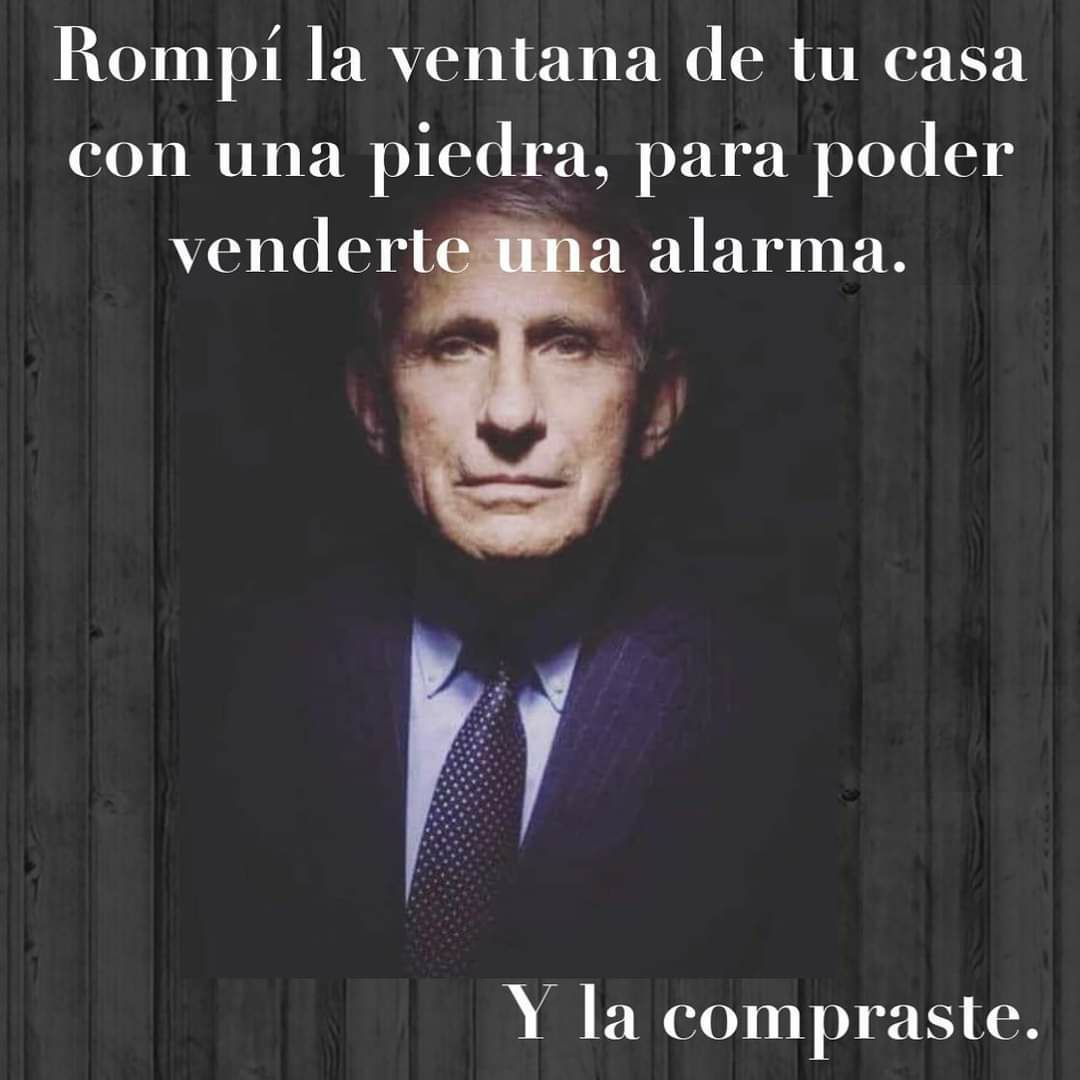 Rompí la ventana de tu casa
con una piedra, para poder
venderte una alarma.
Y la compraste.